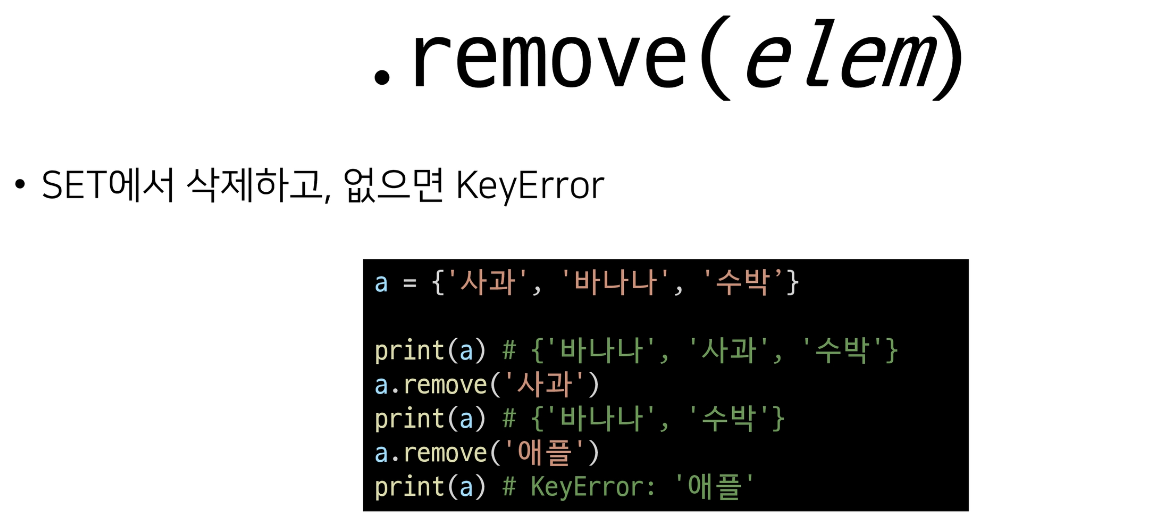 .remove(elem)
• SET에서 삭제하고, 없으면 KeyError
a = {'사과', '바나나', '수박’}
print(a) # {'바나나', '사과', '수박'}
a.remove('사과')
print(a) # {'바나나', '수박'}
a.remove('애플')
print(a) # KeyError: '애플'